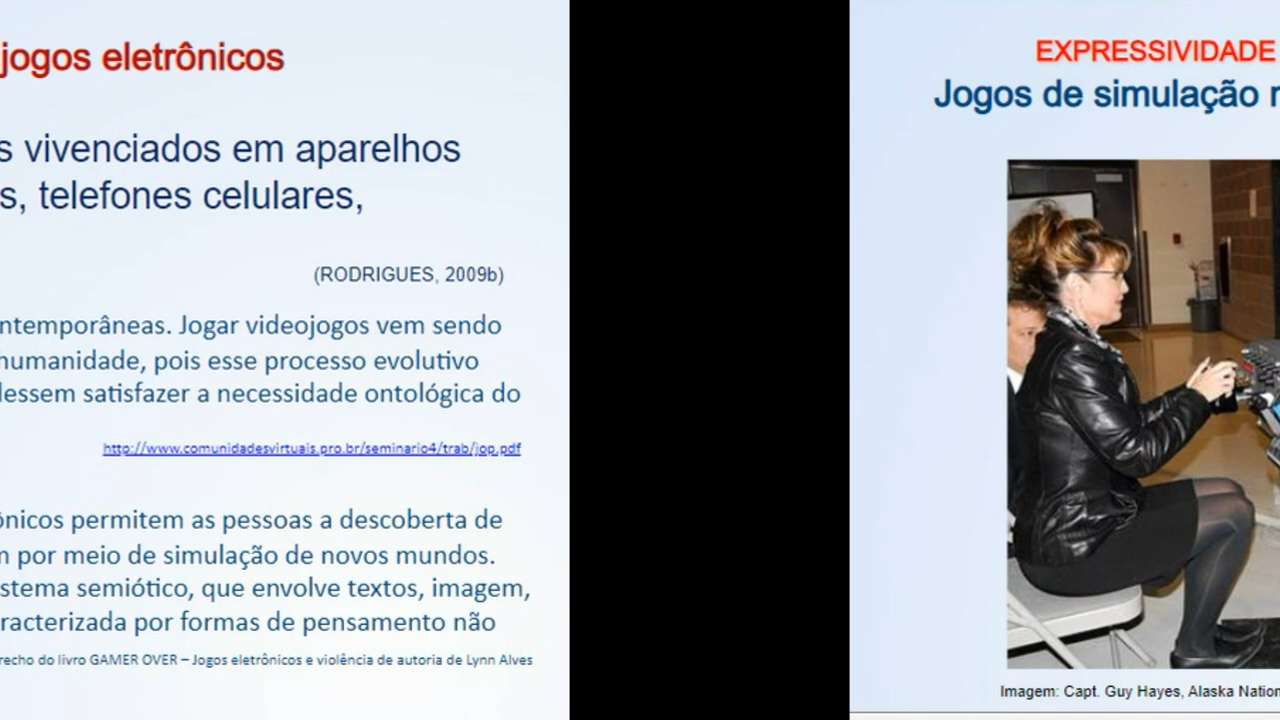 jogos eletrônicos
s vivenciados em aparelhos
s, telefones celulares,
(RODRIGUES, 2009b)
ntemporâneas. Jogar videojogos vem sendo
humanidade, pois esse processo evolutivo
dessem satisfazer a necessidade ontológica do
http://www.comunidadesvirtuais.pro.br/seminario4/trab/jop.pdf
ônicos permitem as pessoas a descoberta de
m por meio de simulação de novos mundos.
istema semiótico, que envolve textos, imagem,
racterizada por formas de pensamento não
recho do livro GAMER OVER – Jogos eletrônicos e violência de autoria de Lynn Alves
EXPRESSIVIDADE
Jogos de simulação
Imagem: Capt. Guy Hayes, Alaska Nation